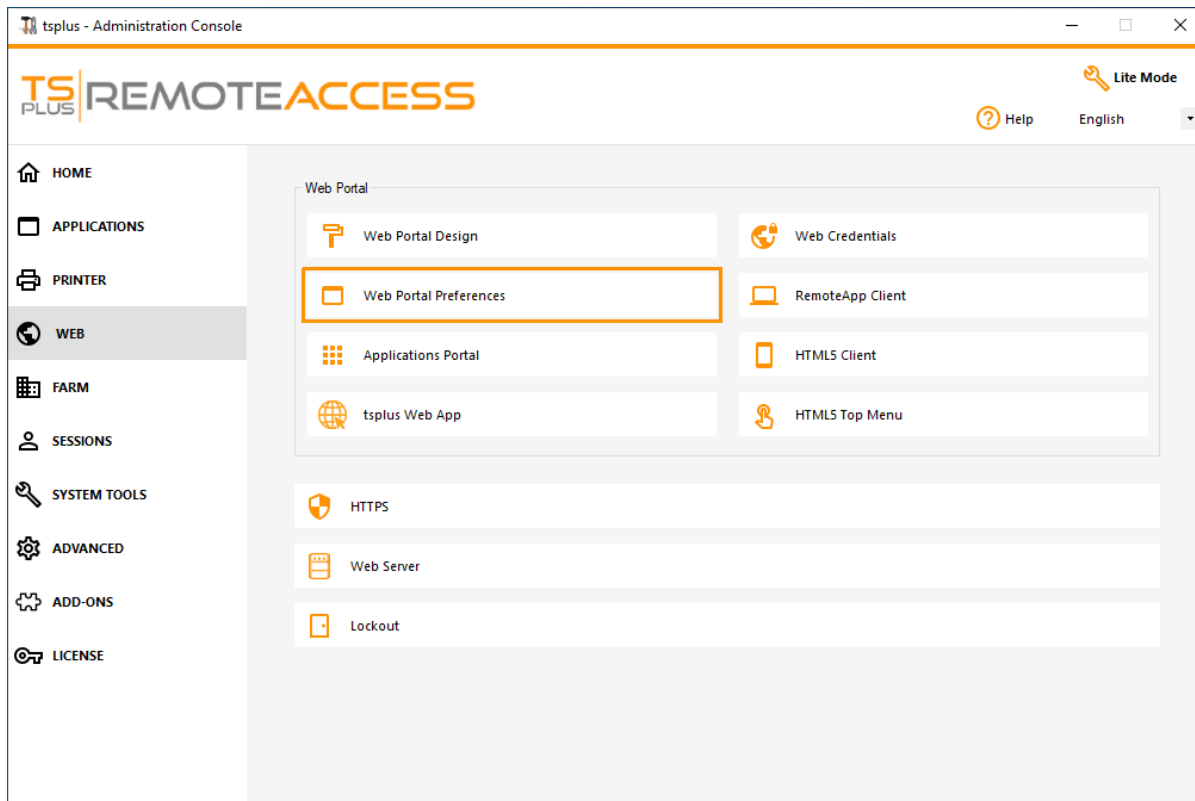 tsplus - Administration Console
TS PLUS REMOTEACCESS
Lite Mode
Help English
HOME
APPLICATIONS
PRINTER
WEB
FARM
SESSIONS
SYSTEM TOOLS
ADVANCED
ADD-ONS
LICENSE
Web Portal
Web Portal Design
Web Credentials
Web Portal Preferences
RemoteApp Client
Applications Portal
HTML5 Client
tsplus Web App
HTML5 Top Menu
HTTPS
Web Server
Lockout